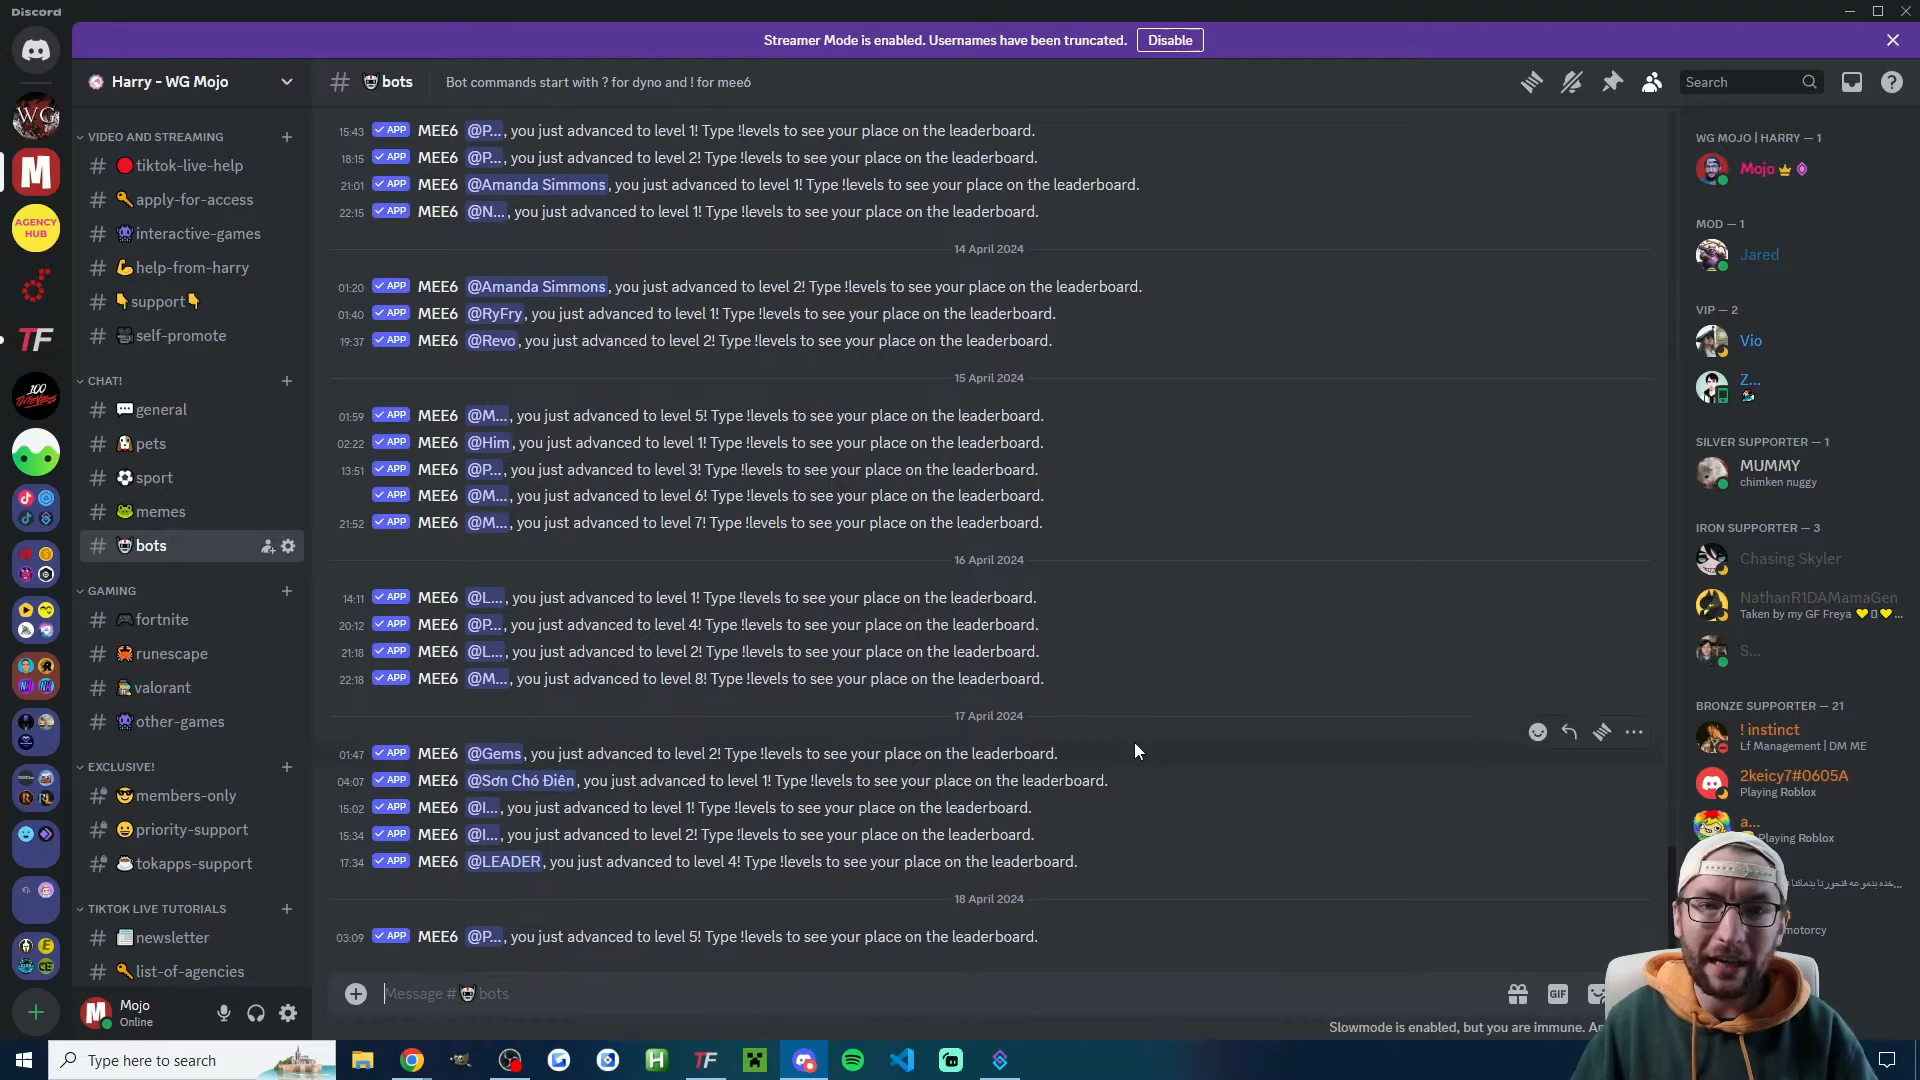 Discord
Streamer Mode is enabled. Usernames have been truncated. Disable
Harry - WG Mojo
bots
Bot commands start with ? for dyno and ! for mee6
Search
WG
M
AGENCY HUB
TF
100 THIEVES
VIDEO AND STREAMING
tiktok-live-help
apply-for-access
interactive-games
help-from-harry
support
self-promote
CHAT!
general
pets
sport
memes
bots
GAMING
fortnite
runescape
valorant
other-games
EXCLUSIVE!
members-only
priority-support
tokapps-support
TIKTOK LIVE TUTORIALS
newsletter
list-of-agencies
Mojo
Online
15:43 APP MEE6 @P..., you just advanced to level 1! Type !levels to see your place on the leaderboard.
18:15 APP MEE6 @P..., you just advanced to level 2! Type !levels to see your place on the leaderboard.
21:01 APP MEE6 @Amanda Simmons, you just advanced to level 1! Type !levels to see your place on the leaderboard.
22:15 APP MEE6 @N..., you just advanced to level 1! Type !levels to see your place on the leaderboard.
14 April 2024
01:20 APP MEE6 @Amanda Simmons, you just advanced to level 2! Type !levels to see your place on the leaderboard.
01:40 APP MEE6 @RyFry, you just advanced to level 1! Type !levels to see your place on the leaderboard.
19:37 APP MEE6 @Revo, you just advanced to level 2! Type !levels to see your place on the leaderboard.
15 April 2024
01:59 APP MEE6 @M..., you just advanced to level 5! Type !levels to see your place on the leaderboard.
02:22 APP MEE6 @Him, you just advanced to level 1! Type !levels to see your place on the leaderboard.
13:51 APP MEE6 @P..., you just advanced to level 3! Type !levels to see your place on the leaderboard.
APP MEE6 @M..., you just advanced to level 6! Type !levels to see your place on the leaderboard.
21:52 APP MEE6 @M..., you just advanced to level 7! Type !levels to see your place on the leaderboard.
16 April 2024
14:11 APP MEE6 @L..., you just advanced to level 1! Type !levels to see your place on the leaderboard.
20:12 APP MEE6 @P..., you just advanced to level 4! Type !levels to see your place on the leaderboard.
21:18 APP MEE6 @L..., you just advanced to level 2! Type !levels to see your place on the leaderboard.
22:18 APP MEE6 @M..., you just advanced to level 8! Type !levels to see your place on the leaderboard.
17 April 2024
01:47 APP MEE6 @Gems, you just advanced to level 2! Type !levels to see your place on the leaderboard.
04:07 APP MEE6 @Sơn Chó Điên, you just advanced to level 1! Type !levels to see your place on the leaderboard.
15:02 APP MEE6 @I..., you just advanced to level 1! Type !levels to see your place on the leaderboard.
15:34 APP MEE6 @I..., you just advanced to level 2! Type !levels to see your place on the leaderboard.
17:34 APP MEE6 @LEADER, you just advanced to level 4! Type !levels to see your place on the leaderboard.
18 April 2024
03:09 APP MEE6 @P..., you just advanced to level 5! Type !levels to see your place on the leaderboard.
Message # bots
GIF
Slowmode is enabled, but you are immune.
WG MOJO | HARRY — 1
Mojo
MOD — 1
Jared
VIP — 2
Vio
Z...
SILVER SUPPORTER — 1
MUMMY
chimken nuggy
IRON SUPPORTER — 3
Chasing Skyler
NathanR1DAMamaGen
Taken by my GF Freya
S...
BRONZE SUPPORTER — 21
! instinct
Lf Management | DM ME
2keicy7#0605A
Playing Roblox
a...
Playing Roblox
motorcy
Type here to search